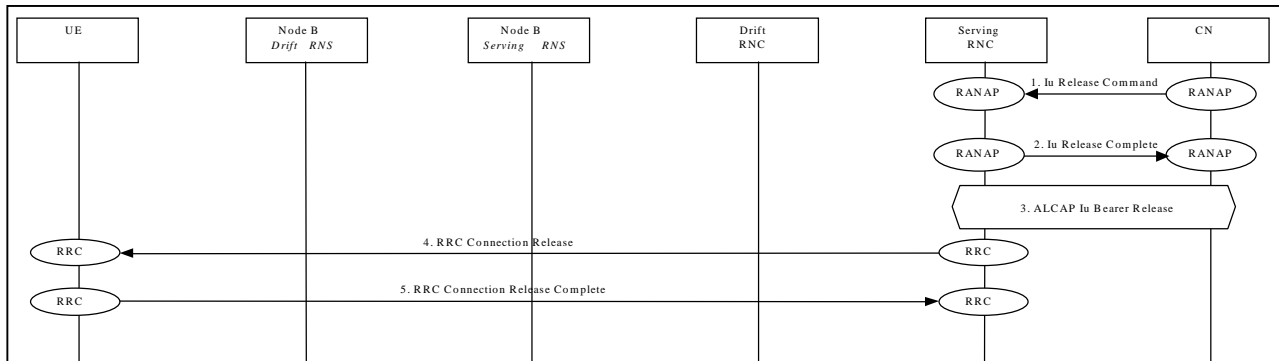 UE
Node B
Drift RNS
Node B
Serving RNS
Drift
RNC
Serving
RNC
CN
RANAP
1. Iu Release Command
RANAP
RANAP
2. Iu Release Complete
RANAP
3. ALCAP Iu Bearer Release
RRC
4. RRC Connection Release
RRC
RRC
5. RRC Connection Release Complete
RRC